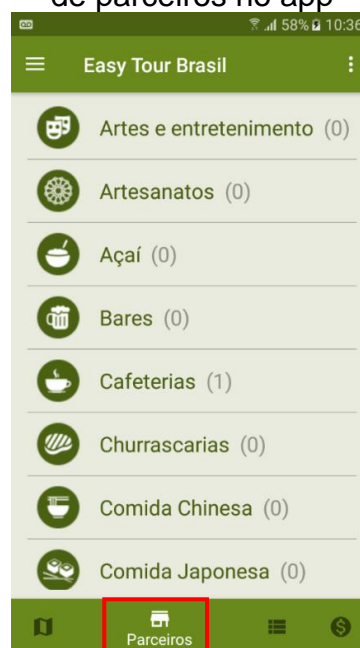 de parceiros no app
58% 10:36
Easy Tour Brasil
Artes e entretenimento (0)
Artesanatos (0)
Açaí (0)
Bares (0)
Cafeterias (1)
Churrascarias (0)
Comida Chinesa (0)
Comida Japonesa (0)
Parceiros